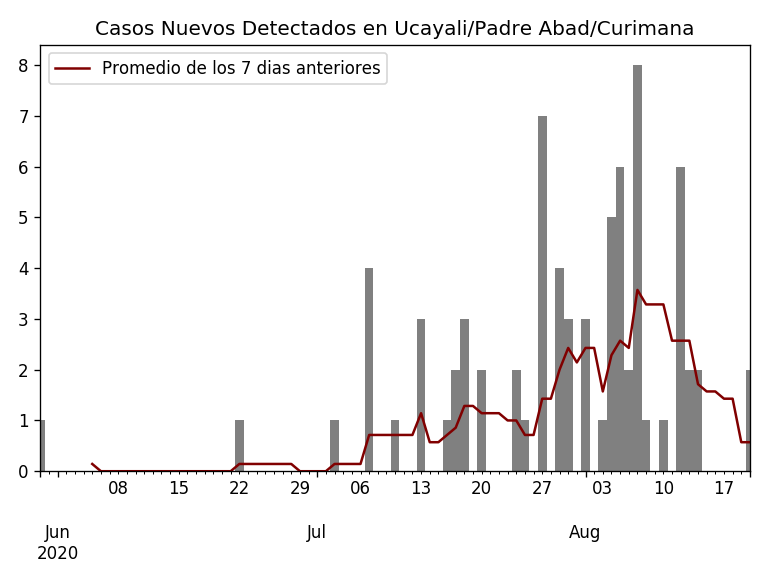 Casos Nuevos Detectados en Ucayali/Padre Abad/Curimana
Promedio de los 7 dias anteriores
8
7
6
5
4
3
2
1
0
08 15 22 29 06 13 20 27 03 10 17
Jun Jul Aug
2020